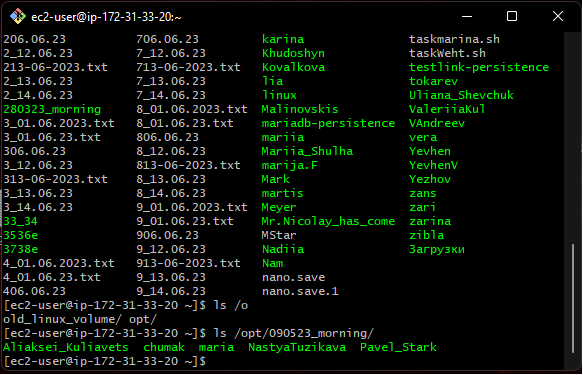 ec2-user@ip-172-31-33-20:~
206.06.23 706.06.23 karina taskmarina.sh
2_12.06.23 7_12.06.23 Khudoshyn taskWeht.sh
213-06-2023.txt 713-06-2023.txt Kovalkova testlink-persistence
2_13.06.23 7_13.06.23 lia tokarev
2_14.06.23 7_14.06.23 linux Uliana_Shevchuk
280323_morning 8_01.06.2023.txt Malinovskis ValeriiaKul
3_01.06.2023.txt 8_01.06.23.txt mariadb-persistence VAndreev
3_01.06.23.txt 806.06.23 mariia vera
306.06.23 8_12.06.23 Mariia_Shulha Yevhen
3_12.06.23 813-06-2023.txt marija.F YevhenV
313-06-2023.txt 8_13.06.23 Mark Yezhov
3_13.06.23 8_14.06.23 martis zans
3_14.06.23 9_01.06.2023.txt Meyer zari
33_34 9_01.06.23.txt Mr.Nicolay_has_come zarina
3536e 906.06.23 MStar zibla
3738e 9_12.06.23 Nadiia Загрузки
4_01.06.2023.txt 913-06-2023.txt Nam
4_01.06.23.txt 9_13.06.23 nano.save
406.06.23 9_14.06.23 nano.save.1
[ec2-user@ip-172-31-33-20 ~]$ ls /o
old_linux_volume/ opt/
[ec2-user@ip-172-31-33-20 ~]$ ls /opt/090523_morning/
Aliaksei_Kuliavets chumak maria NastyaTuzikava Pavel_Stark
[ec2-user@ip-172-31-33-20 ~]$